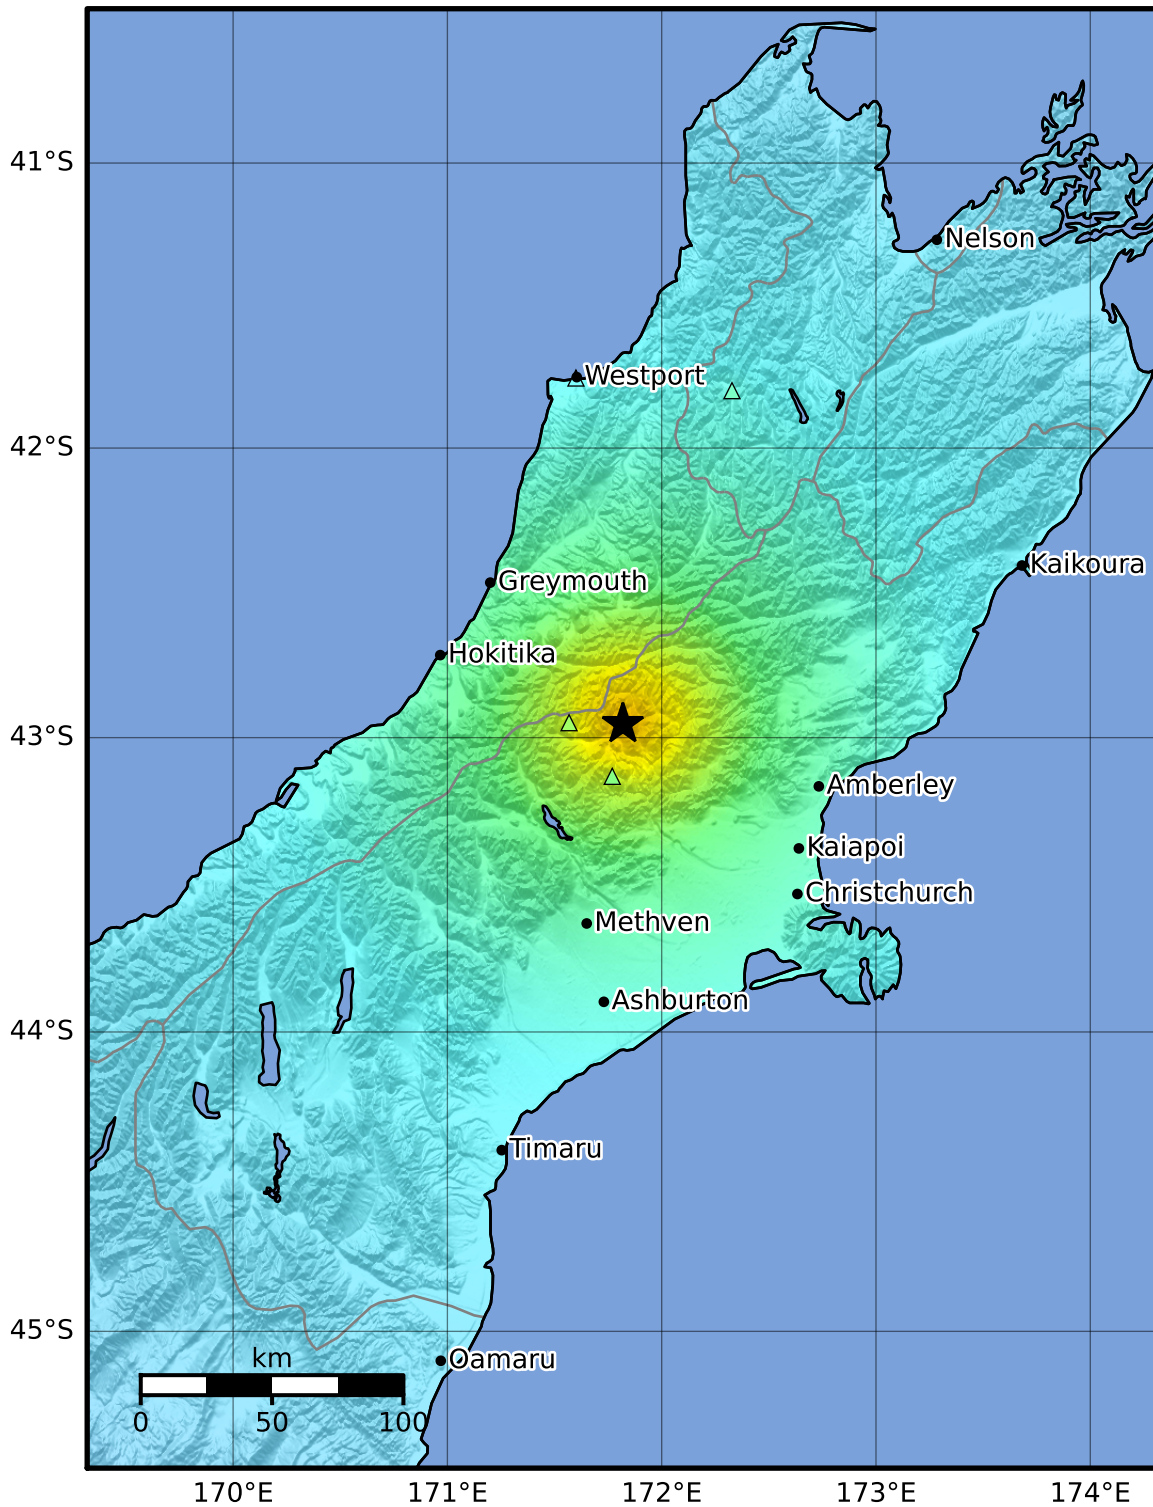 41°S
Nelson
Westport
42°S
Kaikoura
Greymouth
Hokitika
43°S
Amberley
Kaiapoi
Christchurch
Methven
Ashburton
44°S
Timaru
45°S
km
Oamaru
0 50 100
170°E 171°E 172°E 173°E 174°E